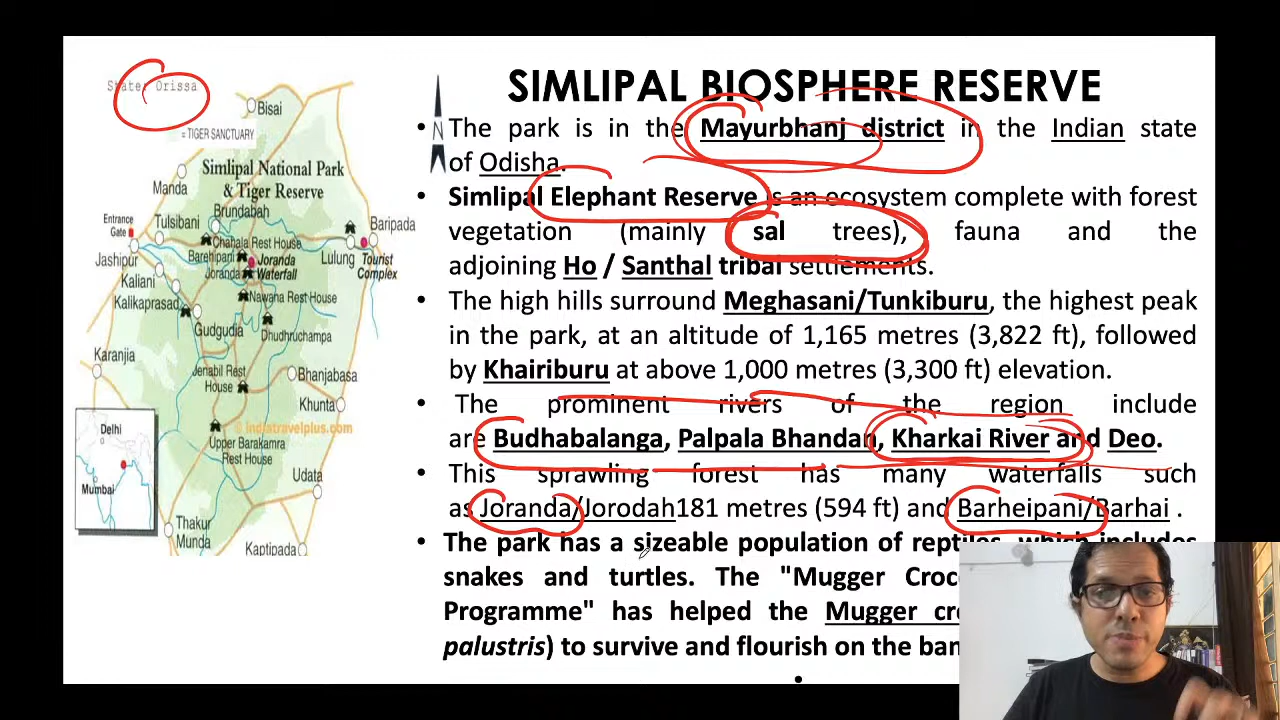 State: Orissa
SIMLIPAL BIOSPHERE RESERVE
N
• The park is in the Mayurbhanj district in the Indian state
of Odisha.
• Simlipal Elephant Reserve is an ecosystem complete with forest
vegetation (mainly sal trees), fauna and the
adjoining Ho / Santhal tribal settlements.
• The high hills surround Meghasani/Tunkiburu, the highest peak
in the park, at an altitude of 1,165 metres (3,822 ft), followed
by Khairiburu at above 1,000 metres (3,300 ft) elevation.
• The prominent rivers of the region include
are Budhabalanga, Palpala Bhandan, Kharkai River and Deo.
• This sprawling forest has many waterfalls such
as Joranda/Jorodah181 metres (594 ft) and Barheipani/Barhai .
• The park has a sizeable population of reptiles, which includes
snakes and turtles. The "Mugger Croc
Programme" has helped the Mugger cr
palustris) to survive and flourish on the ban
•
Bisai
= TIGER SANCTUARY
Simlipal National Park
& Tiger Reserve
Manda
Brundabah
Entrance
Gate
Tulsibani
Baripada
Chahala Rest House
Barehipani
Joranda
Lulung
Tourist
Complex
Jashipur
Joranda
Waterfall
Kaliani
Nawana Rest House
Kalikaprasad
Gudgudia
Dhudhruchampa
Karanjia
Jenabil Rest
House
Bhanjabasa
Khunta
© indiatravelplus.com
Delhi
Upper Barakamra
Rest House
Mumbai
Udata
Thakur
Munda
Kaptipada